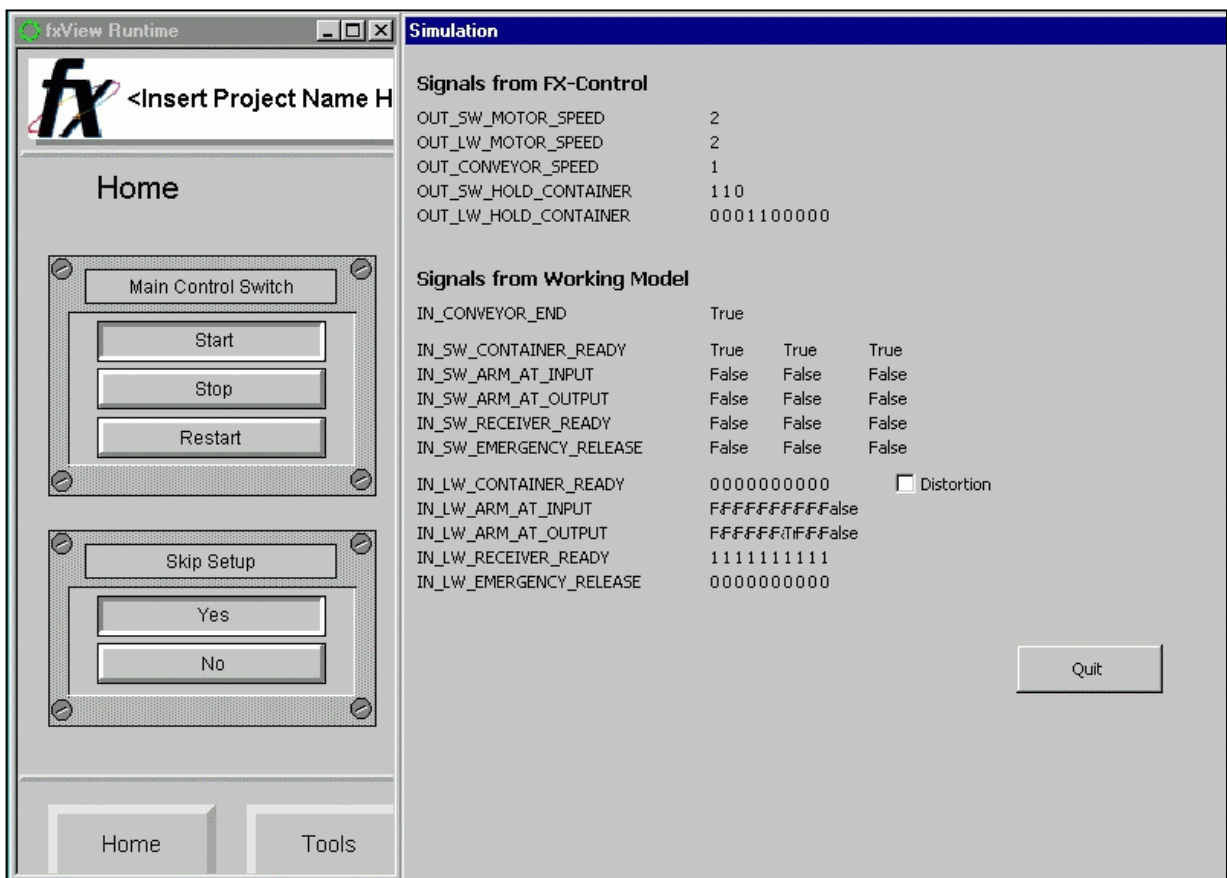 fxView Runtime
fx <Insert Project Name H
Home
Main Control Switch
Start
Stop
Restart
Skip Setup
Yes
No
Home Tools
Simulation
Signals from FX-Control
OUT_SW_MOTOR_SPEED 2
OUT_LW_MOTOR_SPEED 2
OUT_CONVEYOR_SPEED 1
OUT_SW_HOLD_CONTAINER 1 1 0
OUT_LW_HOLD_CONTAINER 0 0 0 1 1 0 0 0 0 0
Signals from Working Model
IN_CONVEYOR_END True
IN_SW_CONTAINER_READY True True True
IN_SW_ARM_AT_INPUT False False False
IN_SW_ARM_AT_OUTPUT False False False
IN_SW_RECEIVER_READY False False False
IN_SW_EMERGENCY_RELEASE False False False
IN_LW_CONTAINER_READY 0 0 0 0 0 0 0 0 0 0 Distortion
IN_LW_ARM_AT_INPUT FFFFFFFFFFalse
IN_LW_ARM_AT_OUTPUT
IN_LW_RECEIVER_READY 1 1 1 1 1 1 1 1 1 1
IN_LW_EMERGENCY_RELEASE 0 0 0 0 0 0 0 0 0 0
Quit